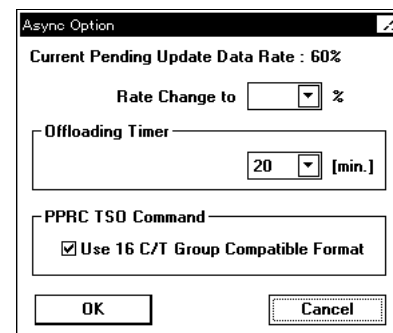 Async Option
Current Pending Update Data Rate : 60%
Rate Change to %
Offloading Timer
20 [min.]
PPRC TSO Command
Use 16 C/T Group Compatible Format
OK Cancel